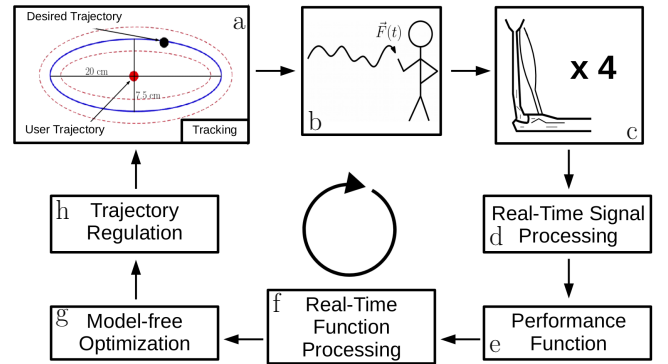 Desired Trajectory
a
20 cm
7.5 cm
User Trajectory
Tracking
F⃗(t)
b
x 4
c
Real-Time Signal
d Processing
Performance
e Function
f Real-Time
Function
Processing
g Model-free
Optimization
h Trajectory
Regulation